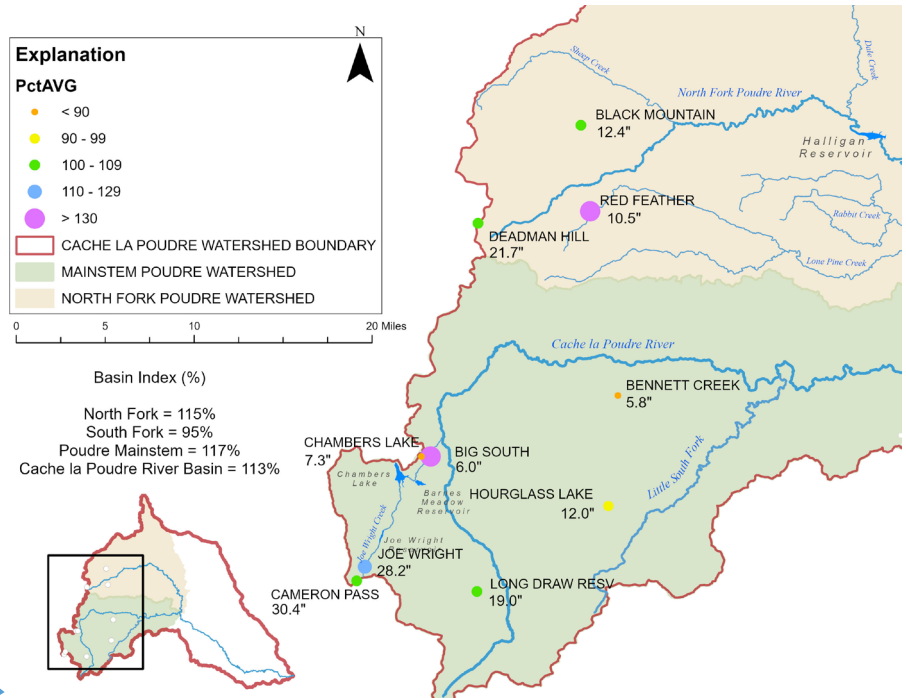 Explanation
PctAVG
< 90
90 - 99
100 - 109
110 - 129
> 130
CACHE LA POUDRE WATERSHED BOUNDARY
MAINSTEM POUDRE WATERSHED
NORTH FORK POUDRE WATERSHED
N
0 5 10 20 Miles
Basin Index (%)
North Fork = 115%
South Fork = 95%
Poudre Mainstem = 117%
Cache la Poudre River Basin = 113%
Sheep Creek
Dale Creek
North Fork Poudre River
BLACK MOUNTAIN
12.4"
Halligan
Reservoir
RED FEATHER
10.5"
Rabbit Creek
DEADMAN HILL
21.7"
Lone Pine Creek
Cache la Poudre River
BENNETT CREEK
5.8"
CHAMBERS LAKE
7.3"
BIG SOUTH
6.0"
Chambers
Lake
Barnes
Meadow
Reservoir
HOURGLASS LAKE
12.0"
Little South Fork
Joe Wright Creek
Joe Wright
JOE WRIGHT
28.2"
CAMERON PASS
30.4"
LONG DRAW RESV
19.0"